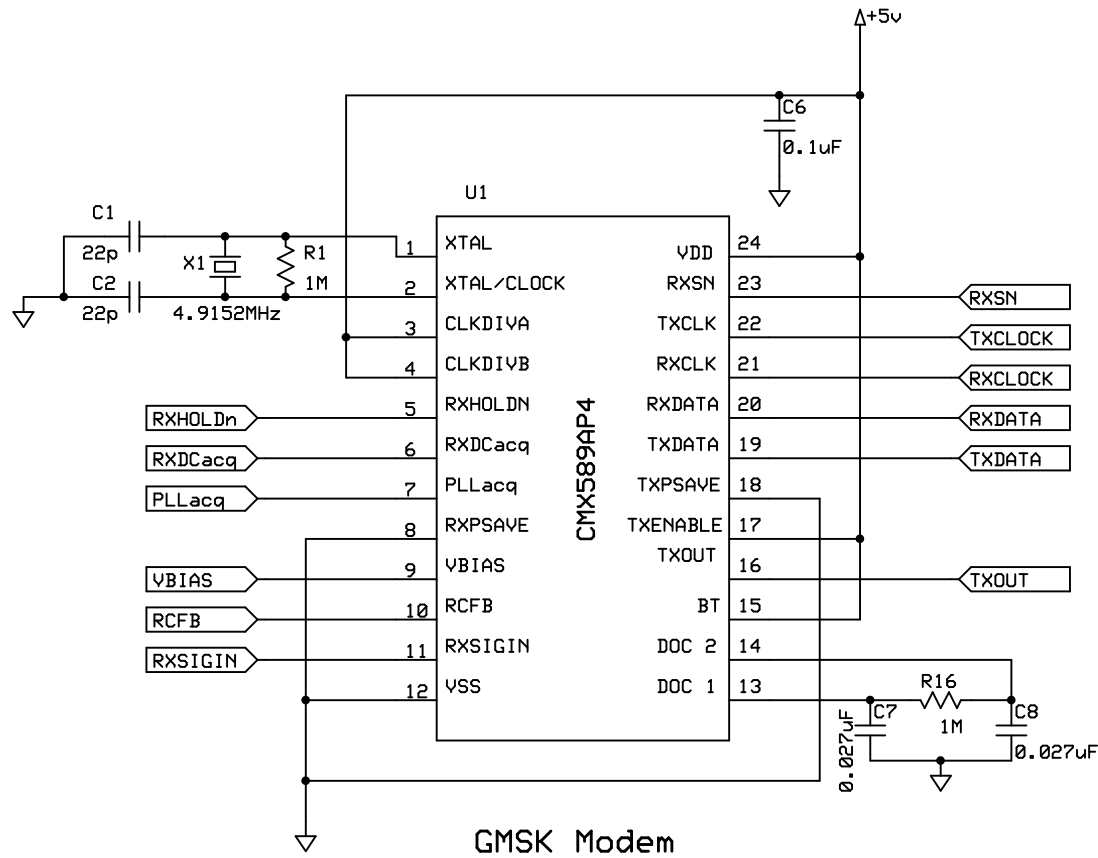 +5v
C6
0.1uF
U1
C1
22p
C2
22p
X1
4.9152MHz
R1
1M
1 XTAL
2 XTAL/CLOCK
3 CLKDIVA
4 CLKDIVB
5 RXHOLDN
6 RXDCacq
7 PLLacq
8 RXPSAVE
9 VBIAS
10 RCFB
11 RXSIGIN
12 VSS
RXHOLDn
RXDCacq
PLLacq
VBIAS
RCFB
RXSIGIN
CMX589AP4
VDD 24
RXSN 23
TXCLK 22
RXCLK 21
RXDATA 20
TXDATA 19
TXPSAVE 18
TXENABLE 17
TXOUT 16
BT 15
DOC 2 14
DOC 1 13
RXSN
TXCLOCK
RXCLOCK
RXDATA
TXDATA
TXOUT
R16
1M
C7
0.027uF
C8
0.027uF
GMSK Modem